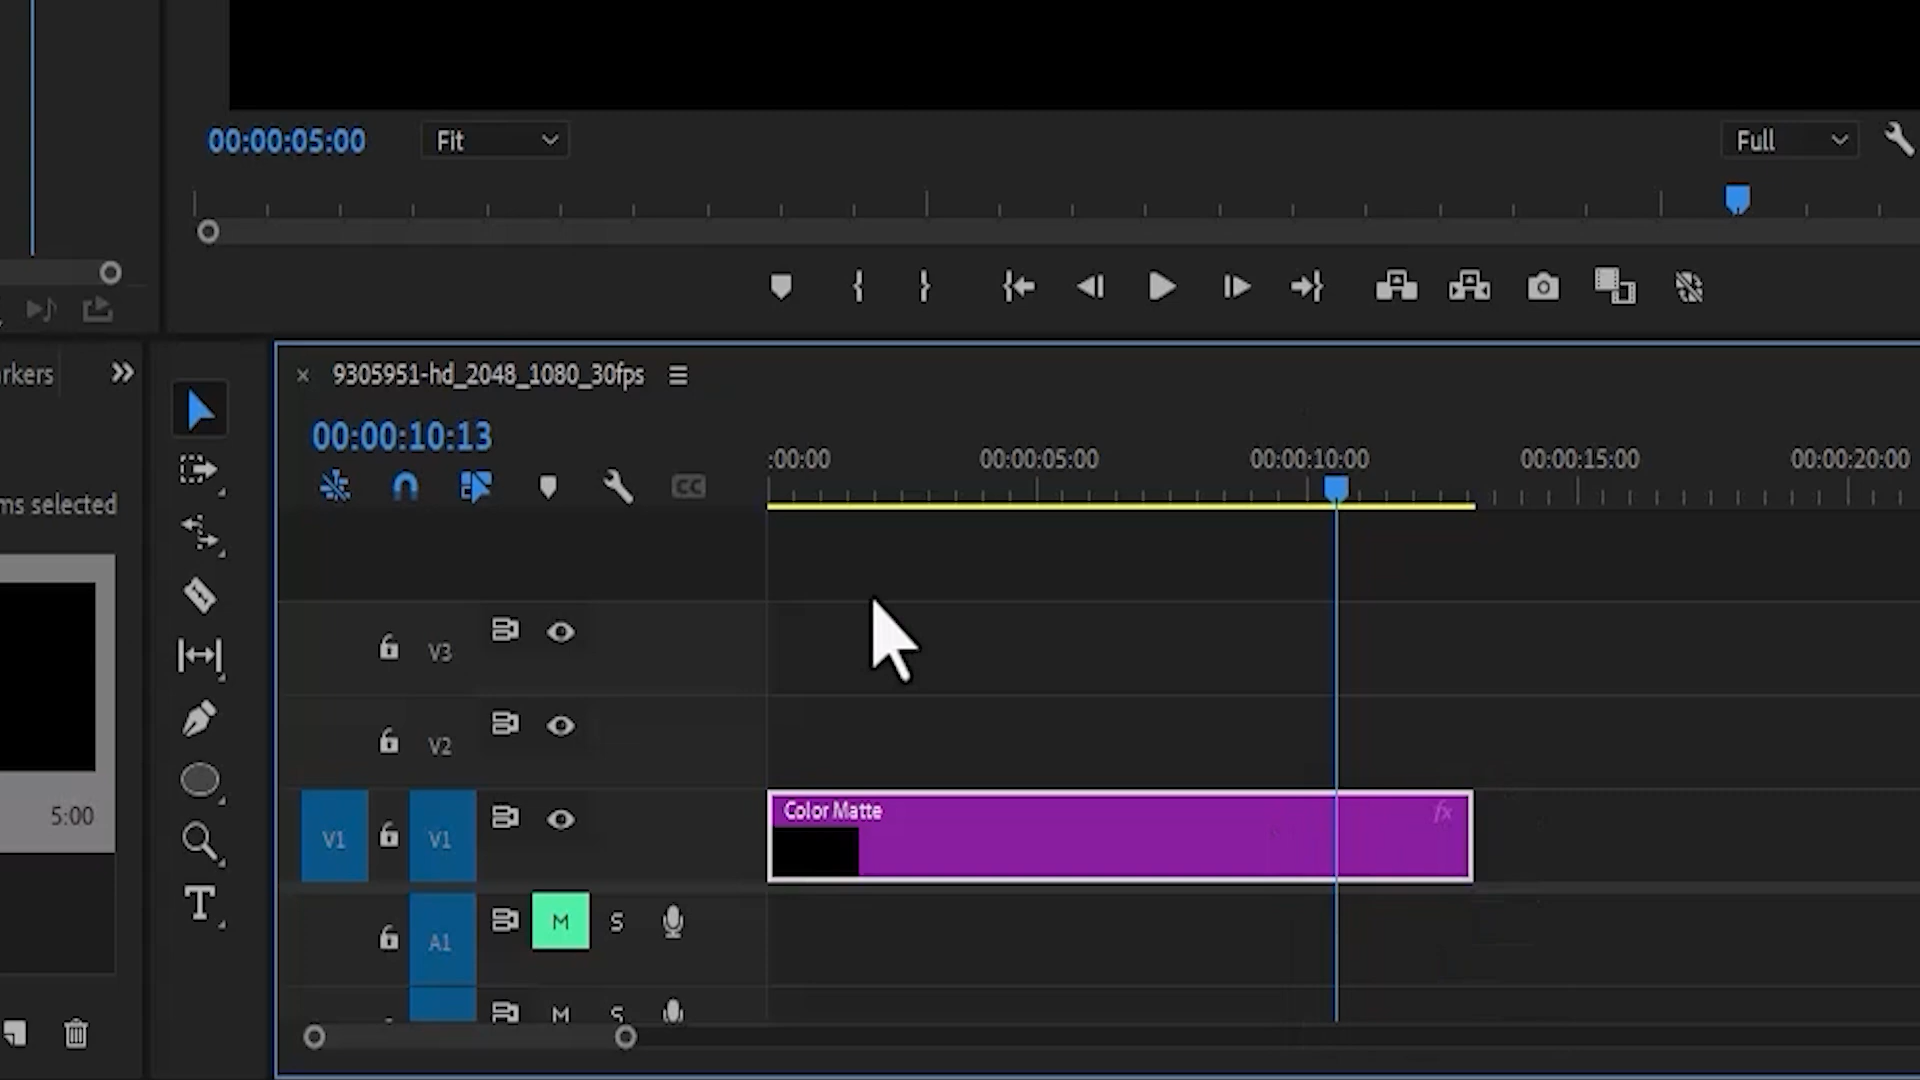 00:00:05:00
Fit
Full
rkers
9305951-hd_2048_1080_30fps
00:00:10:13
:00:00
00:00:05:00
00:00:10:00
00:00:15:00
00:00:20:00
CC
ms selected
V3
V2
5:00
V1
V1
Color Matte
fx
A1
M
S
M
S
T